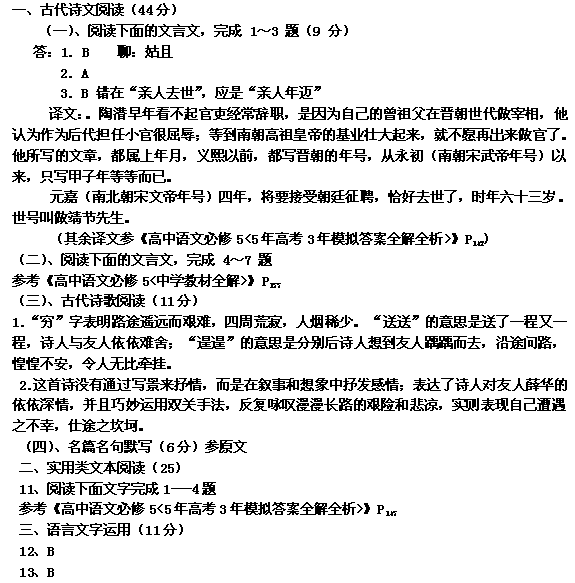 一、古代诗文阅读（44分）
（一）、阅读下面的文言文，完成 1～3 题（9 分）
答：1．B 聊：姑且
2．A
3．B 错在“亲人去世”，应是“亲人年迈”
译文：。陶潜早年看不起官吏经常辞职，是因为自己的曾祖父在晋朝世代做宰相，他
认为作为后代担任小官很屈辱；等到南朝高祖皇帝的基业壮大起来，就不愿再出来做官了。
他所写的文章，都属上年月，义熙以前，都写晋朝的年号，从永初（南朝宋武帝年号）以
来，只写甲子年等等而已。
元嘉（南北朝宋文帝年号）四年，将要接受朝廷征聘，恰好去世了，时年六十三岁。
世号叫做靖节先生。
（其余译文参《高中语文必修 5<5年高考 3年模拟答案全解全析>》P
（二）、阅读下面的文言文，完成 4～7 题
参考《高中语文必修 5<中学教材全解>》P
（三）、古代诗歌阅读（11分）
1.“穷”字表明路途遥远而艰难，四周荒寂，人烟稀少。“送送”的意思是送了一程又一
程，诗人与友人依依难舍；“遑遑”的意思是分别后诗人想到友人踽踽而去，沿途问路，
惶惶不安，令人无比牵挂。
2.这首诗没有通过写景来抒情，而是在叙事和想象中抒发感情；表达了诗人对友人薛华的
依依深情，并且巧妙运用双关手法，反复咏叹漫漫长路的艰险和悲凉，实则表现自己遭遇
之不幸，仕途之坎坷。
（四）、名篇名句默写（6分）参原文
二、实用类文本阅读（25）
11、阅读下面文字完成 1──4题
参考《高中语文必修 5<5年高考 3年模拟答案全解全析>》P
三、语言文字运用（11分）
12、B
13、B